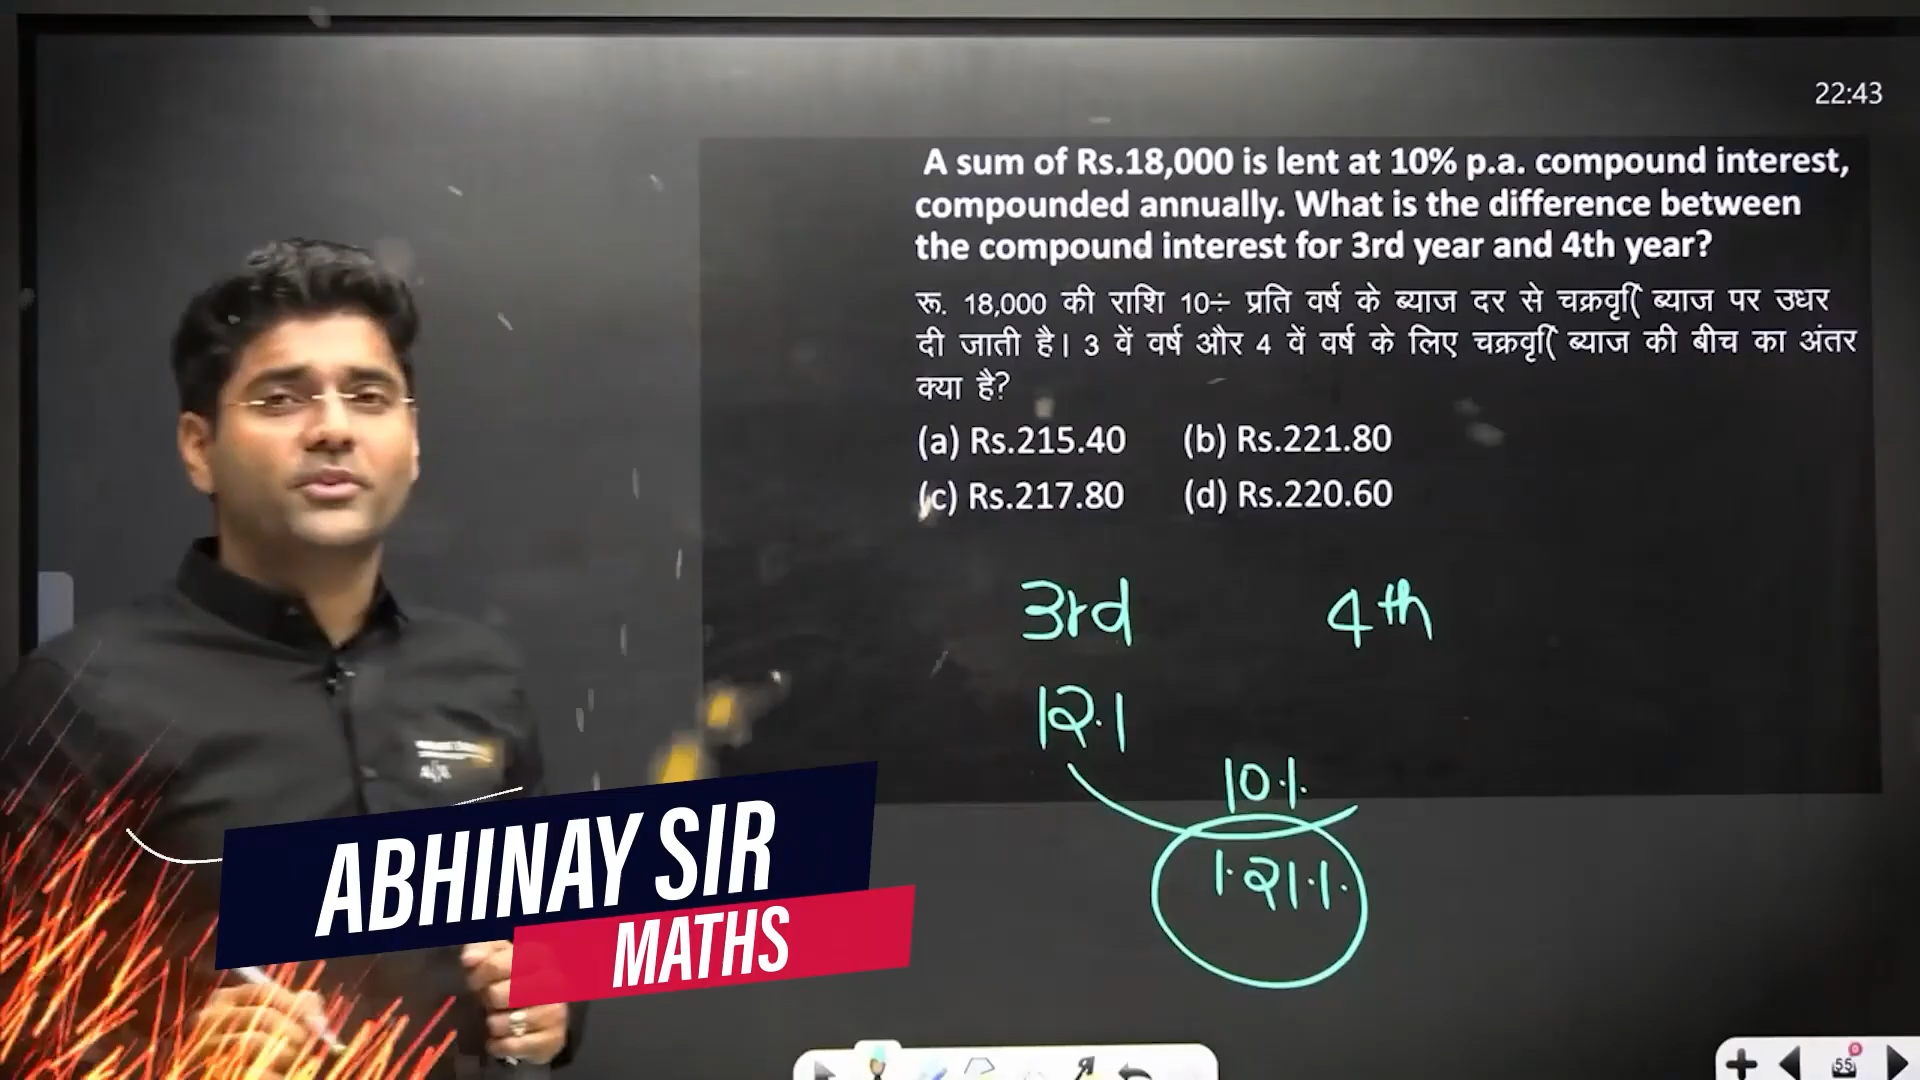 22:43
A sum of Rs.18,000 is lent at 10% p.a. compound interest,
compounded annually. What is the difference between
the compound interest for 3rd year and 4th year?
रू. 18,000 की राशि 10÷ प्रति वर्ष के ब्याज दर से चक्रवृ( ब्याज पर उधर
दी जाती है। 3 वें वर्ष और 4 वें वर्ष के लिए चक्रवृ( ब्याज की बीच का अंतर
क्या है?
(a) Rs.215.40 (b) Rs.221.80
(c) Rs.217.80 (d) Rs.220.60
3rd 4th
12.1
10%
1.21%
ABHINAY SIR
MATHS
55